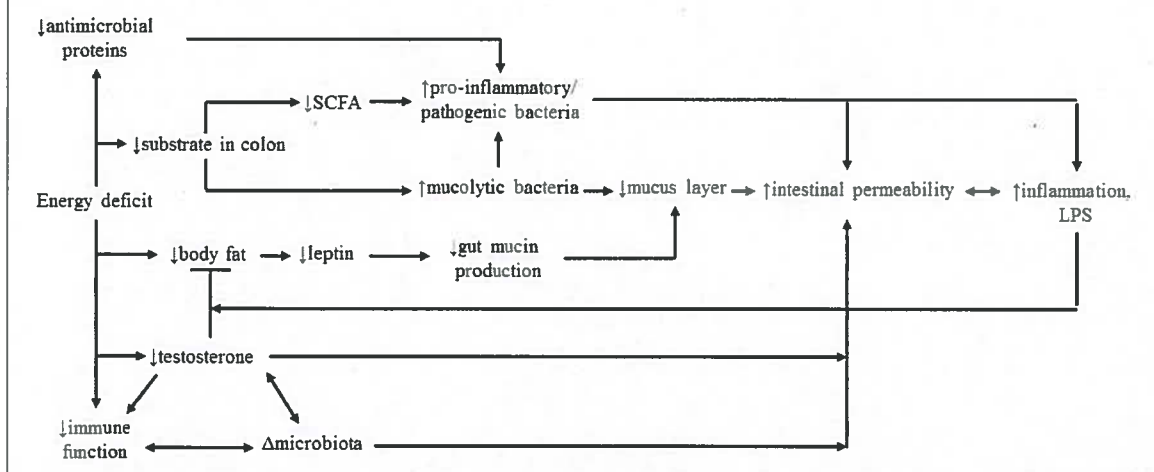 ↓antimicrobial
proteins
↓SCFA
↑pro-inflammatory/
pathogenic bacteria
↓substrate in colon
↑mucolytic bacteria
↓mucus layer
↑intestinal permeability
↑inflammation,
LPS
Energy deficit
↓body fat
↓leptin
↓gut mucin
production
↓testosterone
↓immune
function
Δmicrobiota